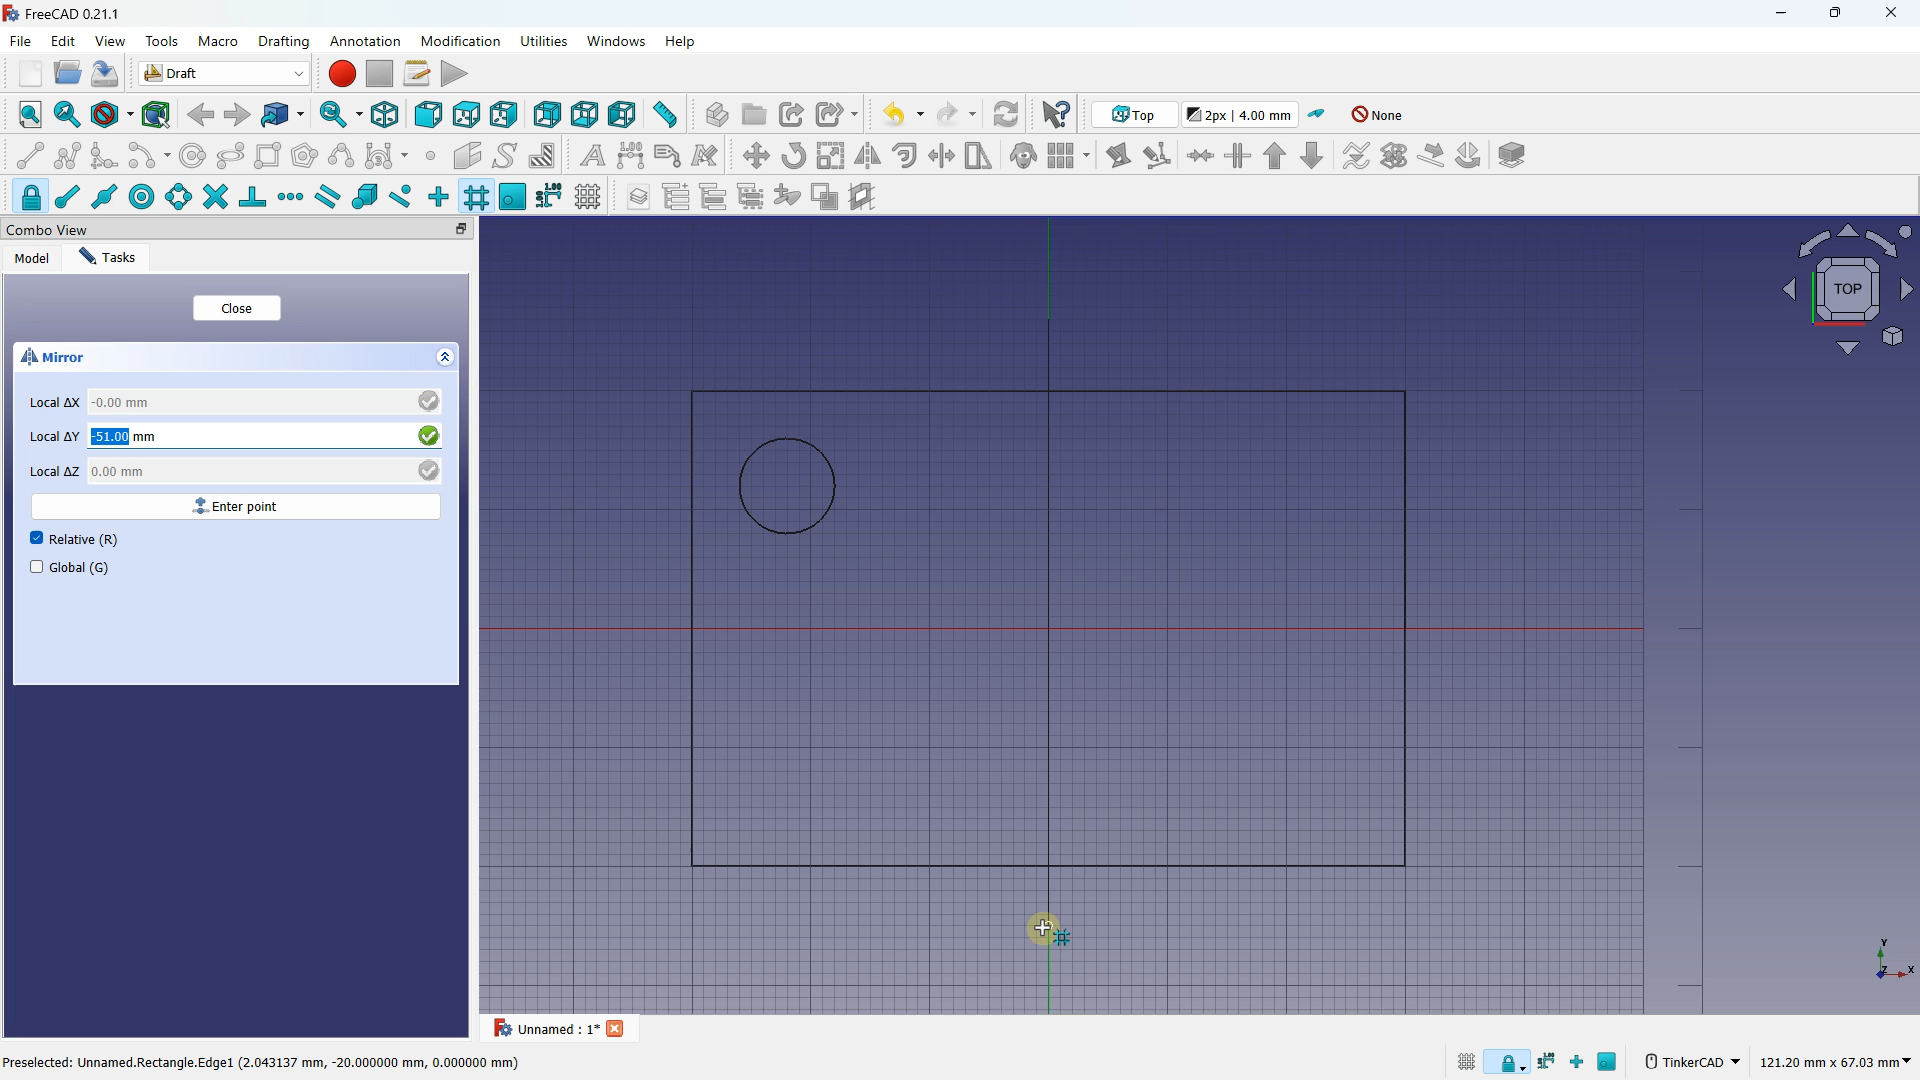 FreeCAD 0.21.1
File Edit View Tools Macro Drafting Annotation Modification Utilities Windows Help
Draft
Top 2px | 4.00 mm None
Combo View
Model Tasks
Close
Mirror
Local ΔX -0.00 mm
Local ΔY -51.00 mm
Local ΔZ 0.00 mm
Enter point
Relative (R)
Global (G)
TOP
Y
Z X
Unnamed : 1*
Preselected: Unnamed.Rectangle.Edge1 (2.043137 mm, -20.000000 mm, 0.000000 mm)
TinkerCAD 121.20 mm x 67.03 mm